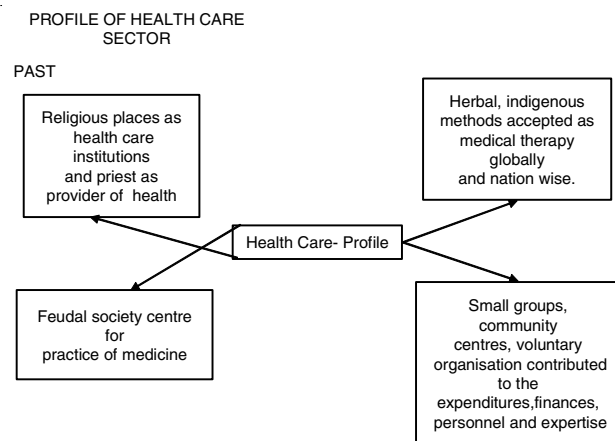 PROFILE OF HEALTH CARE
SECTOR
PAST
Religious places as
health care
institutions
and priest as
provider of health
Herbal, indigenous
methods accepted as
medical therapy
globally
and nation wise.
Health Care- Profile
Feudal society centre
for
practice of medicine
Small groups,
community
centres, voluntary
organisation contributed
to the
expenditures,finances,
personnel and expertise